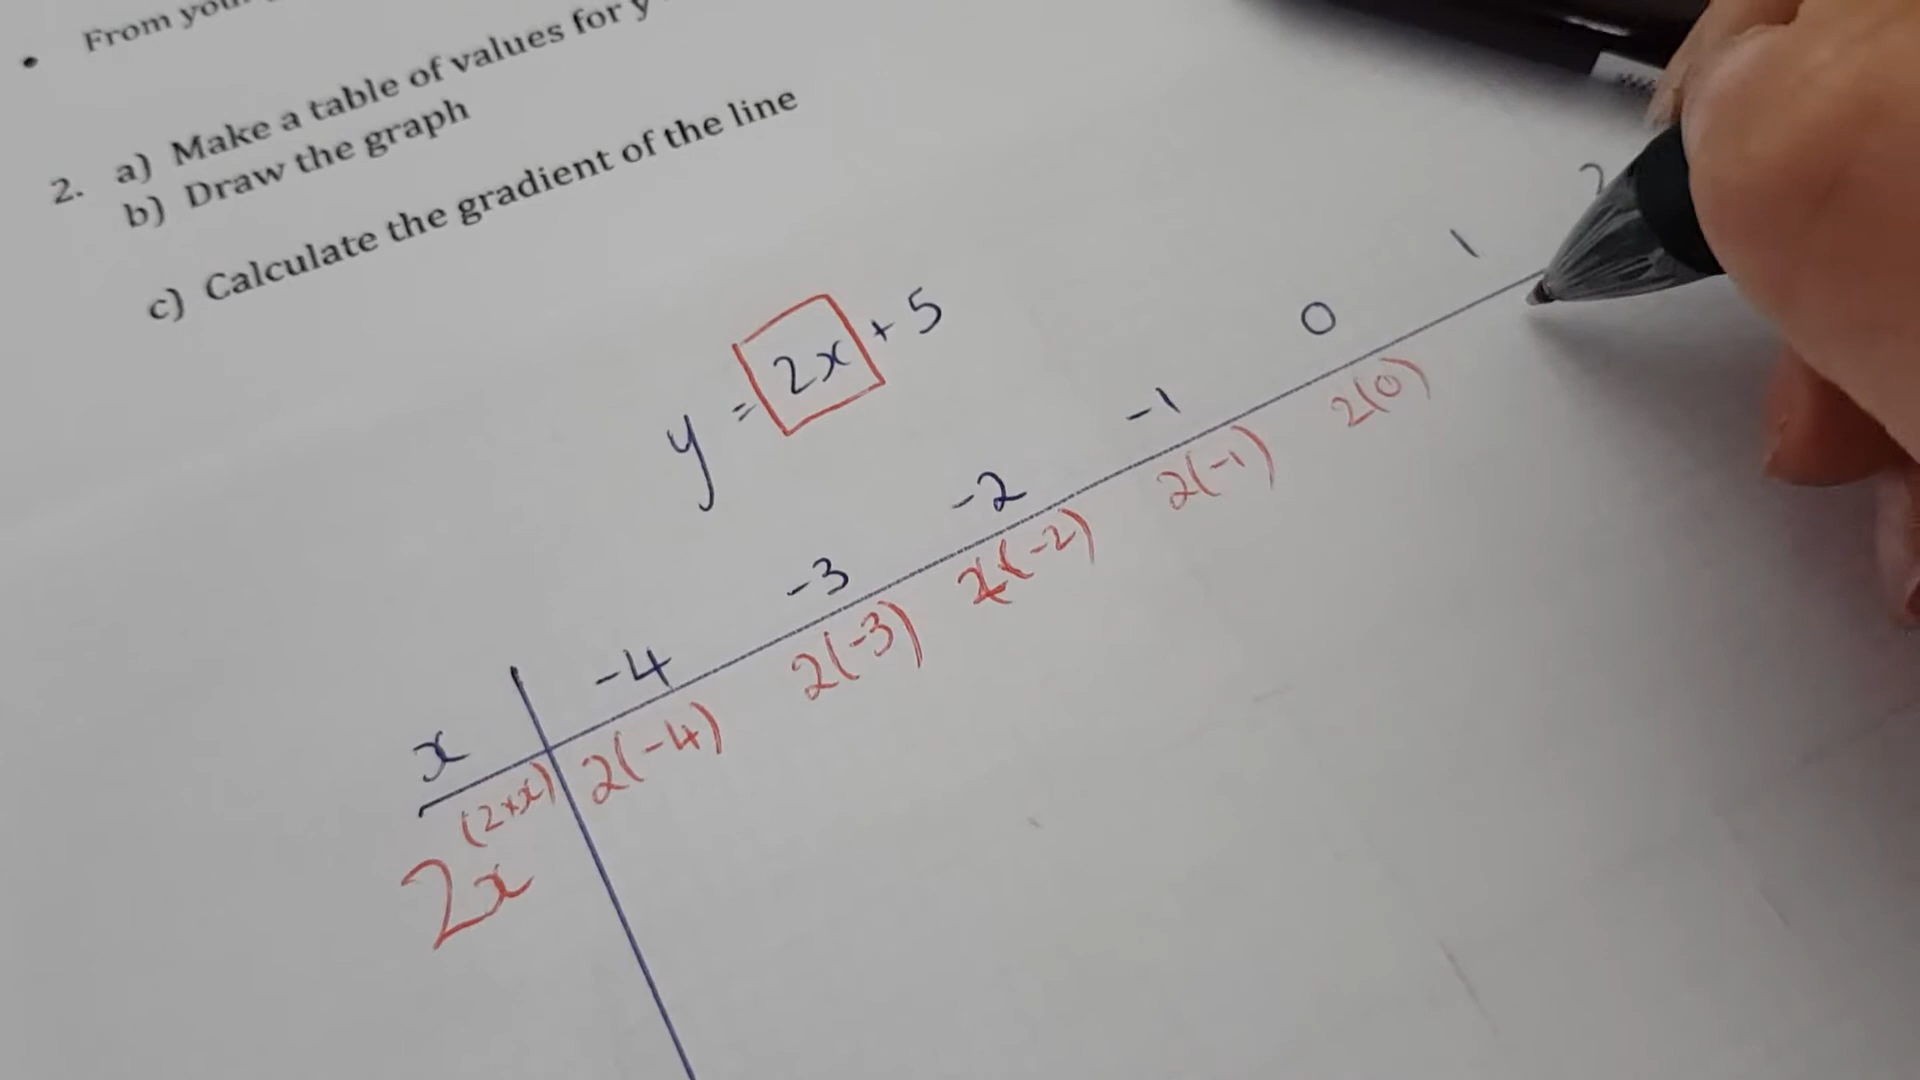 • From
2. a) Make a table of values for y
b) Draw the graph
c) Calculate the gradient of the line
y = 2x + 5
x -4 -3 -2 -1 0 1 2
(2×x) 2(-4) 2(-3) 2(-2) 2(-1) 2(0)
2x